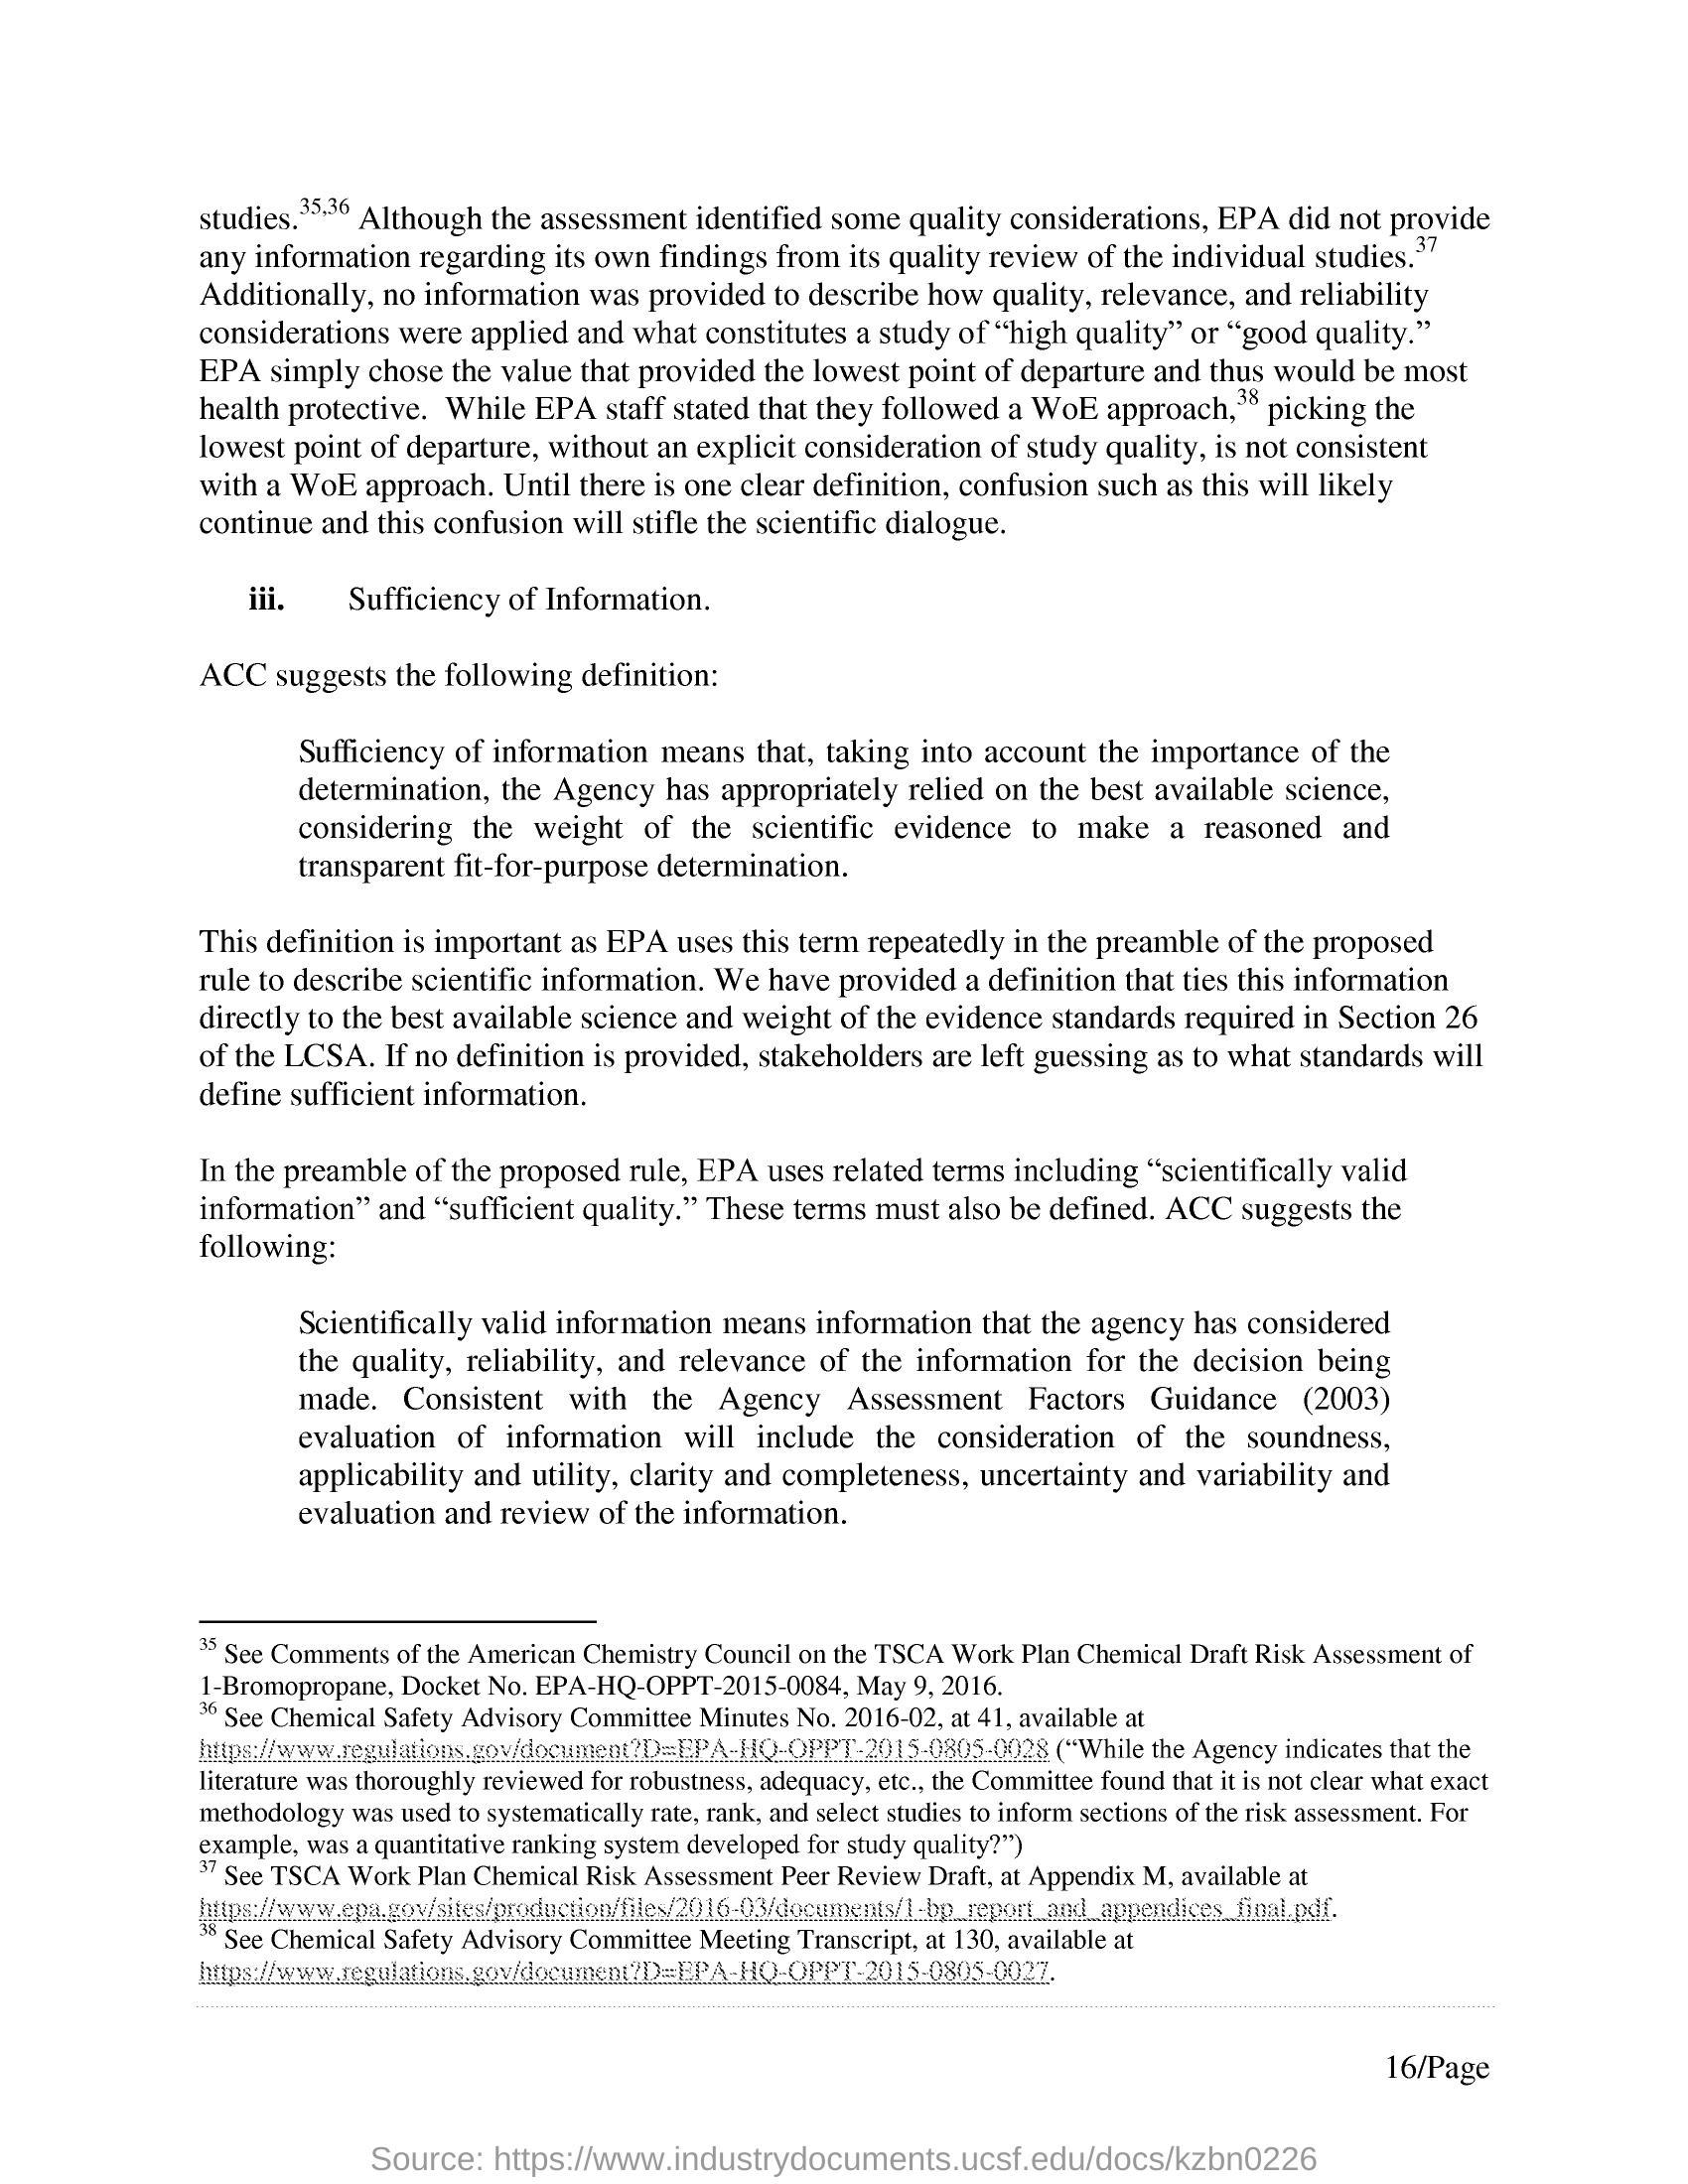 studies.35,36 Although the assessment identified some quality considerations, EPA did not provide
any information regarding its own findings from its quality review of the individual studies.37
Additionally, no information was provided to describe how quality, relevance, and reliability
considerations were applied and what constitutes a study of “high quality” or “good quality.”
EPA simply chose the value that provided the lowest point of departure and thus would be most
health protective.  While EPA staff stated that they followed a WoE approach,38 picking the
lowest point of departure, without an explicit consideration of study quality, is not consistent
with a WoE approach. Until there is one clear definition, confusion such as this will likely
continue and this confusion will stifle the scientific dialogue.
iii. Sufficiency of Information.
ACC suggests the following definition:
Sufficiency of information means that, taking into account the importance of the
determination, the Agency has appropriately relied on the best available science,
considering the weight of the scientific evidence to make a reasoned and
transparent fit-for-purpose determination.
This definition is important as EPA uses this term repeatedly in the preamble of the proposed
rule to describe scientific information. We have provided a definition that ties this information
directly to the best available science and weight of the evidence standards required in Section 26
of the LCSA. If no definition is provided, stakeholders are left guessing as to what standards will
define sufficient information.
In the preamble of the proposed rule, EPA uses related terms including “scientifically valid
information” and “sufficient quality.” These terms must also be defined. ACC suggests the
following:
Scientifically valid information means information that the agency has considered
the quality, reliability, and relevance of the information for the decision being
made. Consistent with the Agency Assessment Factors Guidance (2003)
evaluation of information will include the consideration of the soundness,
applicability and utility, clarity and completeness, uncertainty and variability and
evaluation and review of the information.
35 See Comments of the American Chemistry Council on the TSCA Work Plan Chemical Draft Risk Assessment of
1-Bromopropane, Docket No. EPA-HQ-OPPT-2015-0084, May 9, 2016.
36 See Chemical Safety Advisory Committee Minutes No. 2016-02, at 41, available at
https://www.regulations.gov/document?D=EPA-HQ-OPPT-2015-0805-0028 (“While the Agency indicates that the
literature was thoroughly reviewed for robustness, adequacy, etc., the Committee found that it is not clear what exact
methodology was used to systematically rate, rank, and select studies to inform sections of the risk assessment. For
example, was a quantitative ranking system developed for study quality?”)
37 See TSCA Work Plan Chemical Risk Assessment Peer Review Draft, at Appendix M, available at
https://www.epa.gov/sites/production/files/2016-03/documents/1-bp_report_and_appendices_final.pdf.
38 See Chemical Safety Advisory Committee Meeting Transcript, at 130, available at
https://www.regulations.gov/document?D=EPA-HQ-OPPT-2015-0805-0027.
16/Page
Source: https://www.industrydocuments.ucsf.edu/docs/kzbn0226